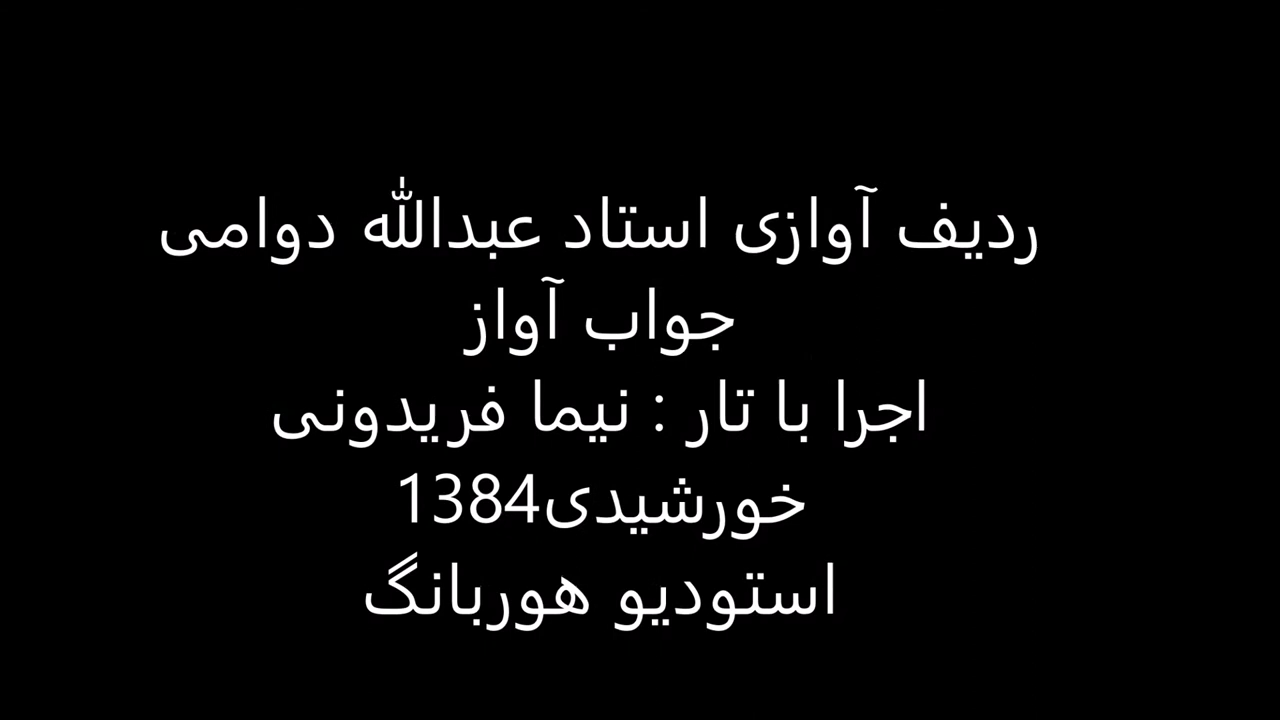 ردیف آوازی استاد عبدالله دوامی
جواب آواز
اجرا با تار : نیما فریدونی
خورشیدی1384
استودیو هوربانگ